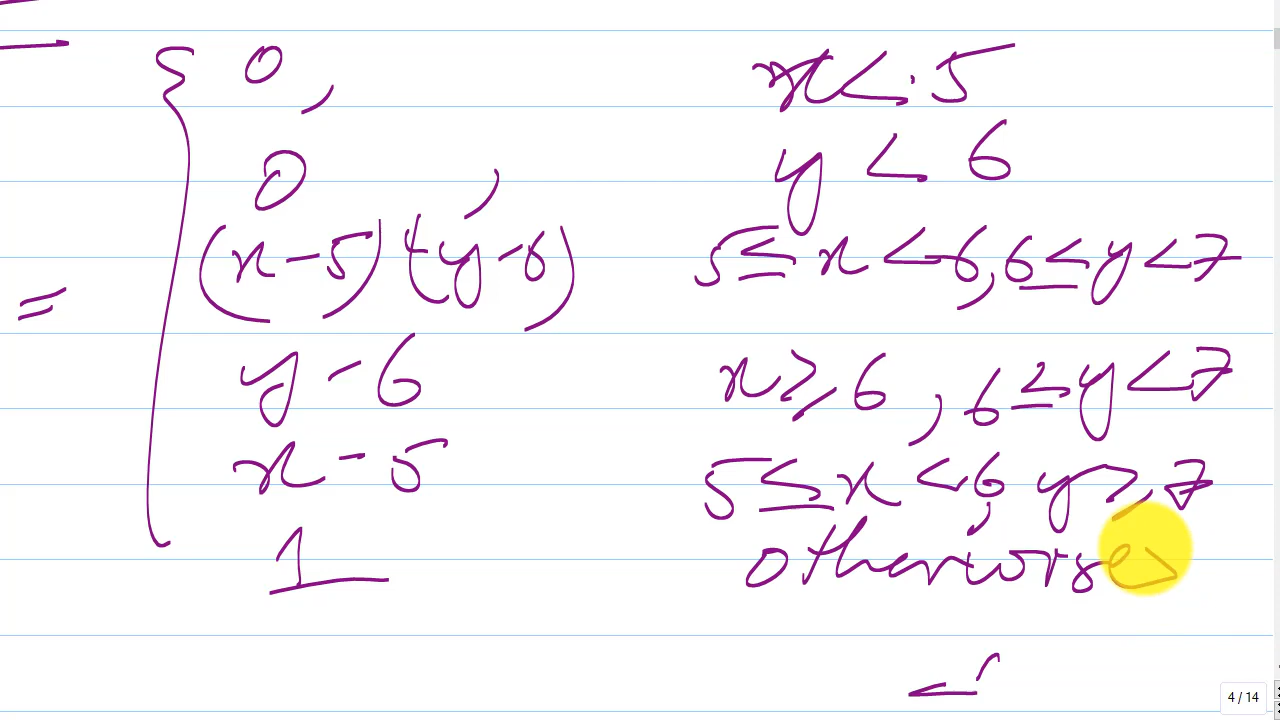 0, x < 5
0 , y < 6
= (x-5)(y-6) 5 ≤ x < 6, 6 ≤ y < 7
y - 6 x ≥ 6, 6 ≤ y < 7
x - 5 5 ≤ x < 6, y ≥ 7
1 otherwise
4 / 14